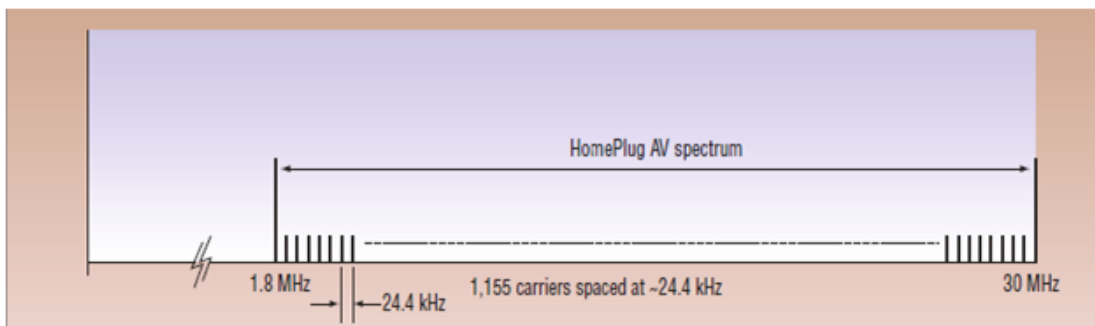 HomePlug AV spectrum
1.8 MHz
1,155 carriers spaced at ~24.4 kHz
30 MHz
24.4 kHz